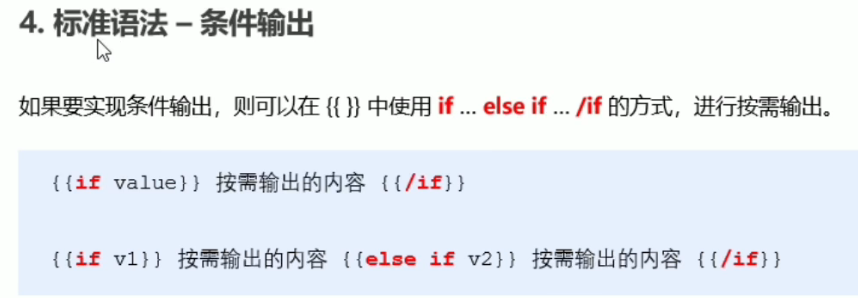 4. 标准语法 – 条件输出
如果要实现条件输出，则可以在 {{ }} 中使用 if … else if … /if 的方式，进行按需输出。
{{if value}} 按需输出的内容 {{/if}}
{{if v1}} 按需输出的内容 {{else if v2}} 按需输出的内容 {{/if}}